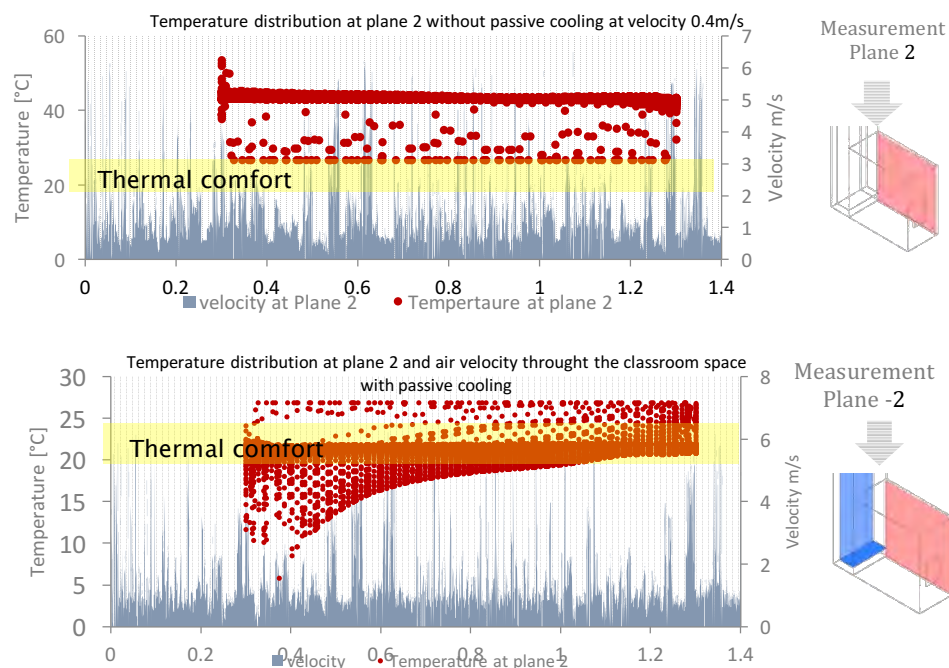 Temperature distribution at plane 2 without passive cooling at velocity 0.4m/s
60
40
20
0
Temperature [°C]
7
6
5
4
3
2
1
0
Velocity m/s
Thermal comfort
0 0.2 0.4 0.6 0.8 1 1.2 1.4
velocity at Plane 2 Tempertaure at plane 2
Measurement
Plane 2
Temperature distribution at plane 2 and air velocity throught the classroom space
with passive cooling
30
25
20
15
10
5
0
Temperature [°C]
8
6
4
2
0
Velocity m/s
Thermal comfort
0 0.2 0.4 0.6 0.8 1 1.2 1.4
velocity Temperature at plane 2
Measurement
Plane -2